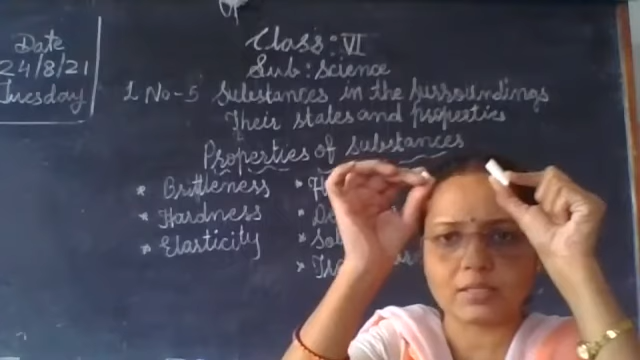 Date
24/8/21
Tuesday
Class: VI
Sub: Science
L No-5 Substances in the surroundings
Their states and properties
Properties of substances
* Brittleness *
* Hardness *
* Elasticity *
*